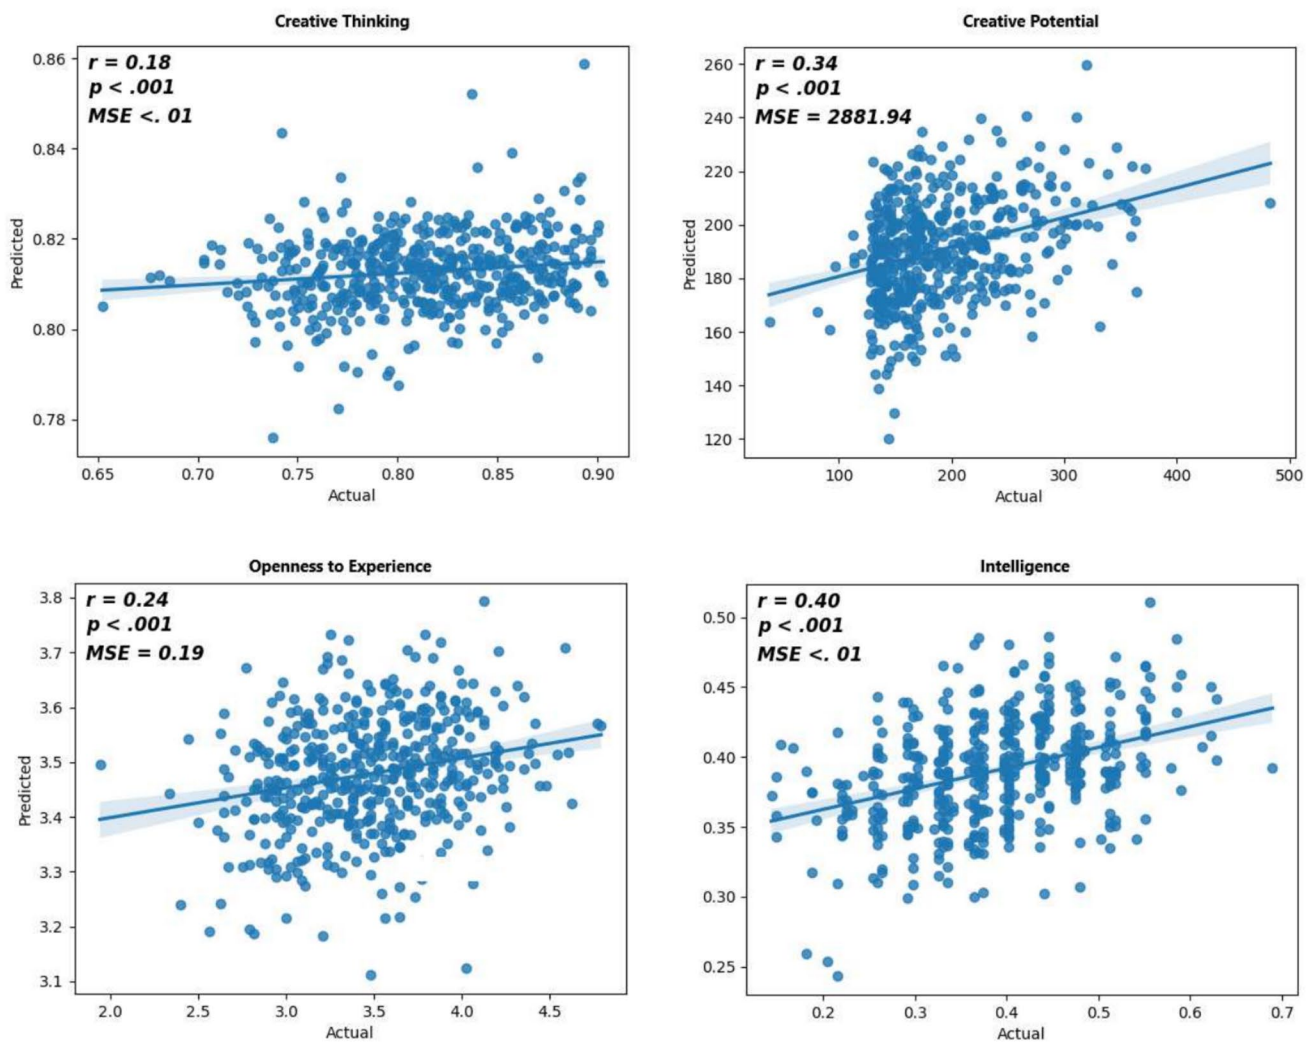 Creative Thinking
r = 0.18
p < .001
MSE <. 01
0.86
0.84
0.82
0.80
0.78
Predicted
0.65 0.70 0.75 0.80 0.85 0.90
Actual
Creative Potential
r = 0.34
p < .001
MSE = 2881.94
260
240
220
200
180
160
140
120
Predicted
100 200 300 400 500
Actual
Openness to Experience
r = 0.24
p < .001
MSE = 0.19
3.8
3.7
3.6
3.5
3.4
3.3
3.2
3.1
Predicted
2.0 2.5 3.0 3.5 4.0 4.5
Actual
Intelligence
r = 0.40
p < .001
MSE <. 01
0.50
0.45
0.40
0.35
0.30
0.25
Predicted
0.2 0.3 0.4 0.5 0.6 0.7
Actual